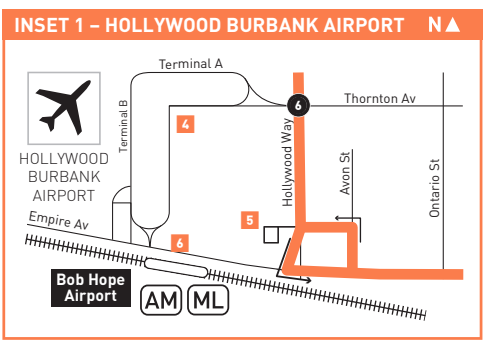 INSET 1 – HOLLYWOOD BURBANK AIRPORT N
Terminal A
Terminal B
4
6
Thornton Av
HOLLYWOOD
BURBANK
AIRPORT
Hollywood Way
Avon St
Ontario St
Empire Av
5
6
Bob Hope
Airport
AM
ML